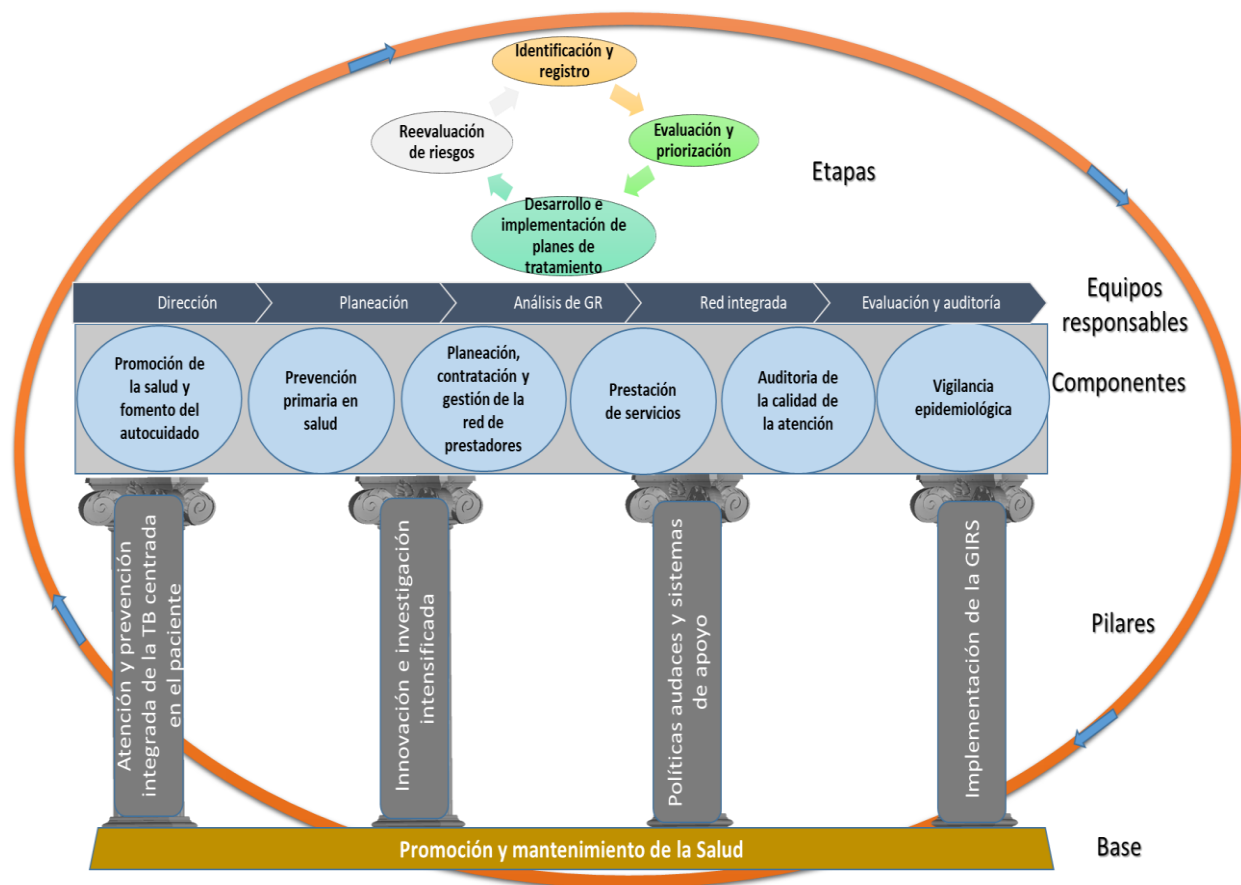 Identificación y
registro
Reevaluación
de riesgos
Evaluación y
priorización
Etapas
Desarrollo e
implementación de
planes de
tratamiento
Dirección
Planeación
Análisis de GR
Red integrada
Evaluación y auditoría
Equipos
responsables
Promoción de
la salud y
fomento del
autocuidado
Prevención
primaria en
salud
Planeación,
contratación y
gestión de la
red de
prestadores
Prestación
de servicios
Auditoria de
la calidad de
la atención
Vigilancia
epidemiológica
Componentes
Atención y prevención
integrada de la TB centrada
en el paciente
Innovación e investigación
intensificada
Políticas audaces y sistemas
de apoyo
Implementación de la GIRS
Pilares
Promoción y mantenimiento de la Salud
Base